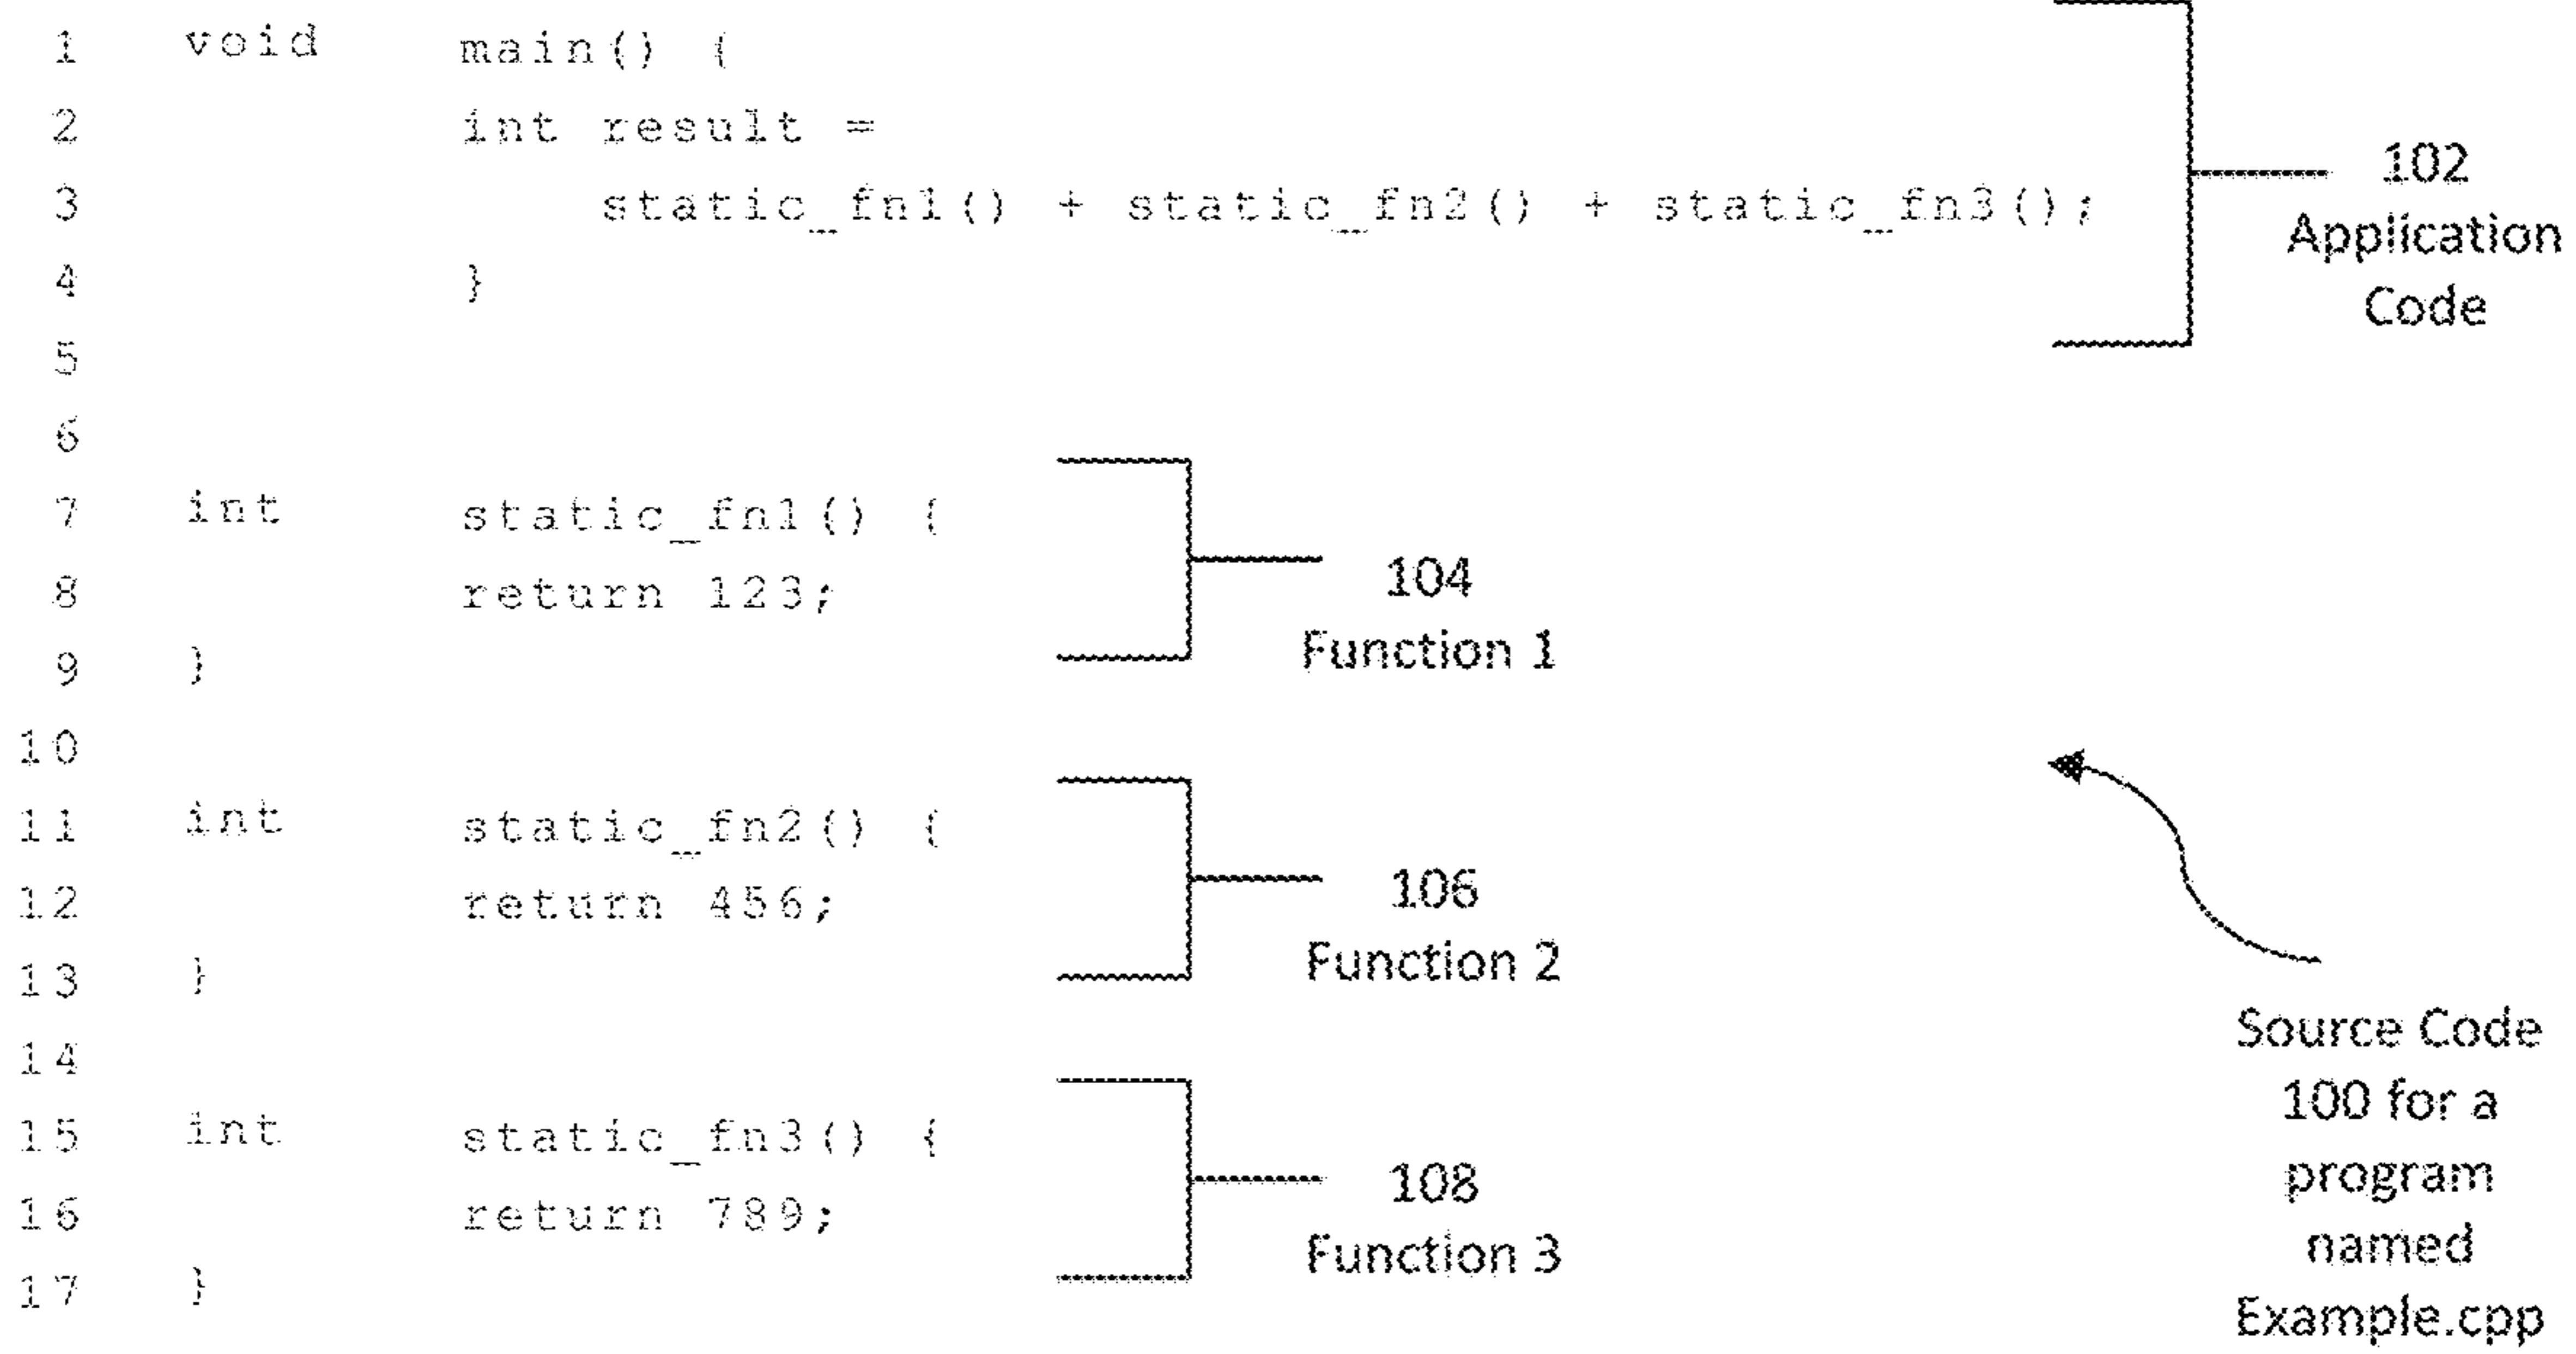 1 void main() {
2 int result =
3 static_fn1() + static_fn2() + static_fn3();
4 }
5
6
7 int static_fn1() {
8 return 123;
9 }
10
11 int static_fn2() {
12 return 456;
13 }
14
15 int static_fn3() {
16 return 789;
17 }
102
Application
Code
104
Function 1
106
Function 2
108
Function 3
Source Code
100 for a
program
named
Example.cpp